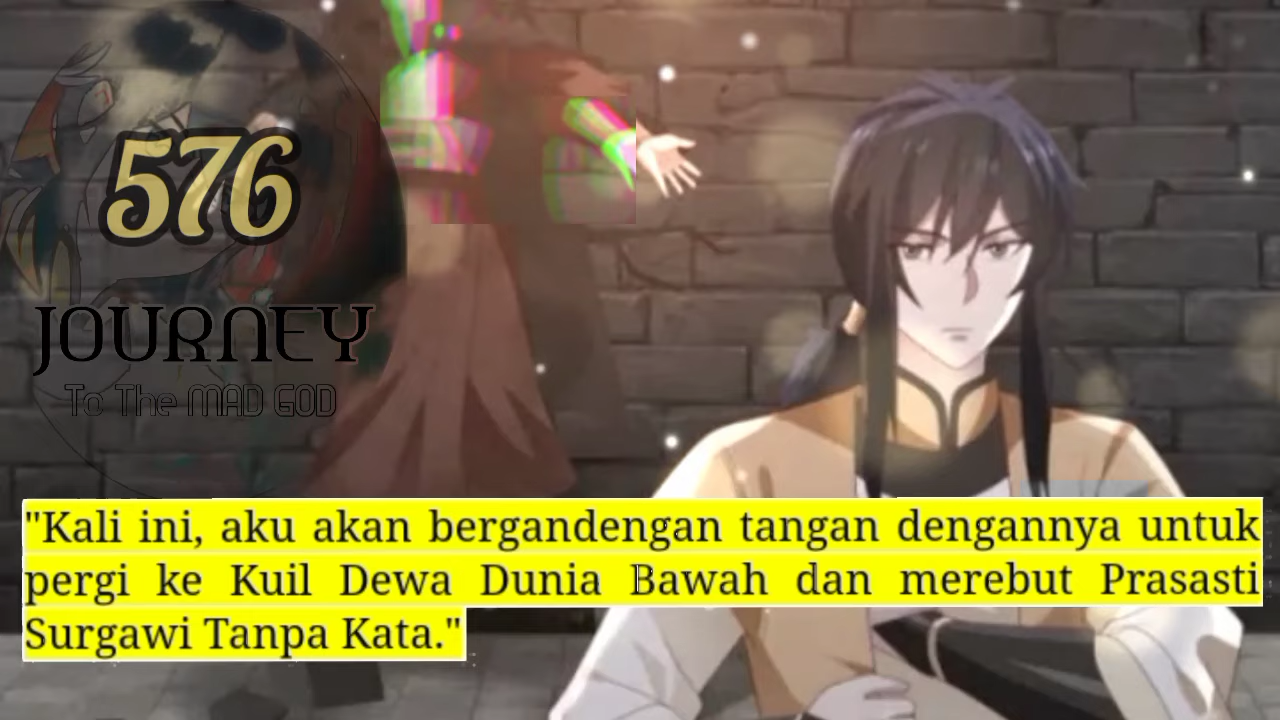 576
JOURNEY
To The MAD GOD
"Kali ini, aku akan bergandengan tangan dengannya untuk
pergi ke Kuil Dewa Dunia Bawah dan merebut Prasasti
Surgawi Tanpa Kata."